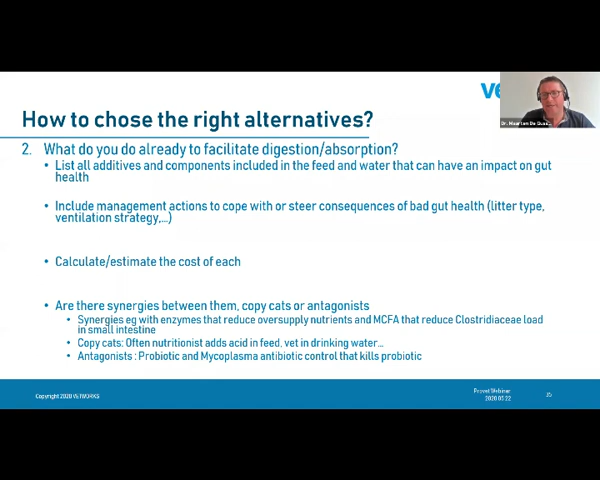 ve
How to chose the right alternatives?
2. What do you do already to facilitate digestion/absorption?
• List all additives and components included in the feed and water that can have an impact on gut
health
• Include management actions to cope with or steer consequences of bad gut health (litter type,
ventilation strategy,...)
• Calculate/estimate the cost of each
• Are there synergies between them, copy cats or antagonists
• Synergies eg with enzymes that reduce oversupply nutrients and MCFA that reduce Clostridiaceae load
in small intestine
• Copy cats: Often nutritionist adds acid in feed, vet in drinking water...
• Antagonists : Probiotic and Mycoplasma antibiotic control that kills probiotic
Dr. Maarten De
Copyright 2020 VETWORKS
Provet Webinar
2020 05 22
35